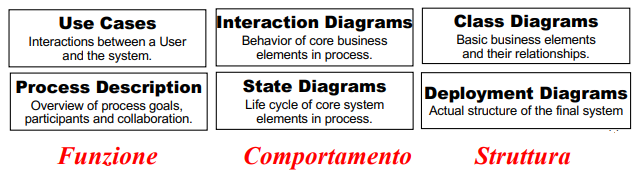 Use Cases
Interactions between a User
and the system.
Process Description
Overview of process goals,
participants and collaboration.
Funzione
Interaction Diagrams
Behavior of core business
elements in process.
State Diagrams
Life cycle of core system
elements in process.
Comportamento
Class Diagrams
Basic business elements
and their relationships.
Deployment Diagrams
Actual structure of the final system
Struttura